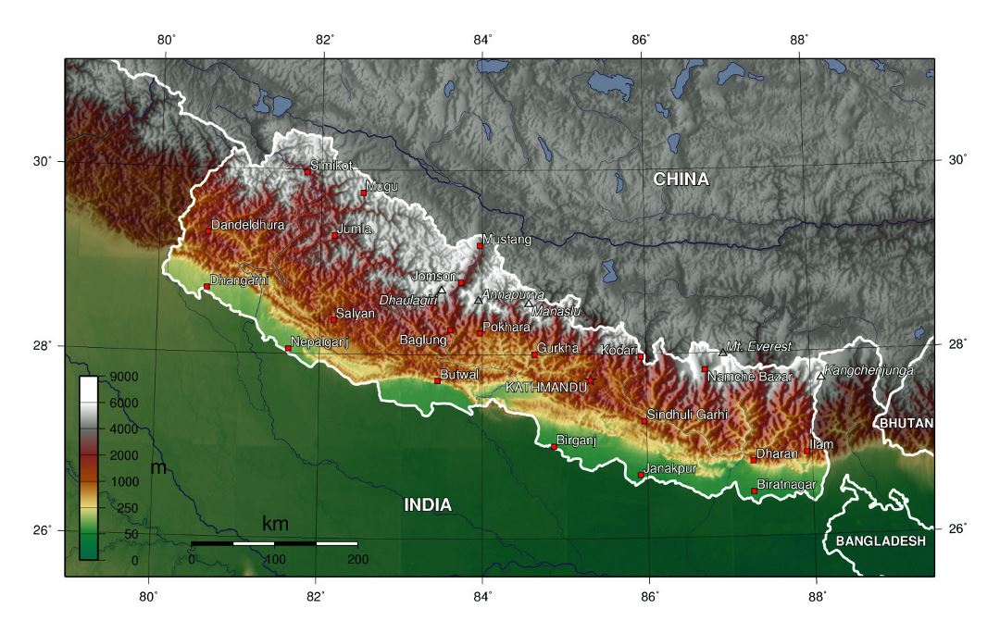 80°
82°
84°
86°
88°
30°
30°
CHINA
Simikot
Mugu
Dandeldhura
Jumla
Mustang
Dhangarhi
Jomson
Dhaulagiri
Annapurna
Manaslu
Salyan
Baglung
Pokhara
Nepalganj
Gurkha
Kodari
Mt. Everest
28°
28°
Butwal
KATHMANDU
Namche Bazar
Kangchenjunga
Sindhuli Garhi
BHUTAN
Birganj
Dharan
Ilam
Janakpur
Biratnagar
INDIA
BANGLADESH
9000
6000
4000
2000
1000
250
50
0
m
km
0
100
200
26°
26°
80°
82°
84°
86°
88°